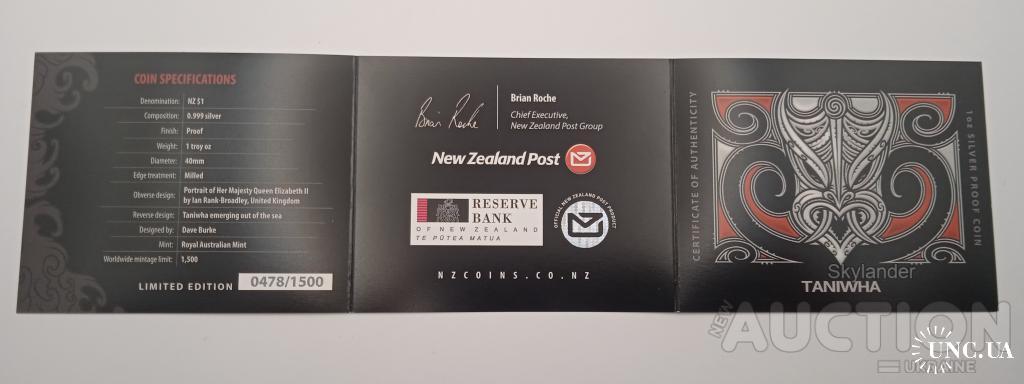 COIN SPECIFICATIONS
Denomination: NZ $1
Composition: 0.999 silver
Finish: Proof
Weight: 1 troy oz
Diameter: 40mm
Edge treatment: Milled
Obverse design: Portrait of Her Majesty Queen Elizabeth II
by Ian Rank-Broadley, United Kingdom
Reverse design: Taniwha emerging out of the sea
Designed by: Dave Burke
Mint: Royal Australian Mint
Worldwide mintage limit: 1,500
LIMITED EDITION 0478/1500
Brian Roche
Brian Roche
Chief Executive,
New Zealand Post Group
New Zealand Post
RESERVE
BANK
OF NEW ZEALAND
TE PŪTEA MATUA
OFFICIAL NEW ZEALAND POST PRODUCT
NZCOINS.CO.NZ
CERTIFICATE OF AUTHENTICITY
1oz SILVER PROOF COIN
Skylander
TANIWHA
NEW
AUCTION
UKRAINE
UNC.UA